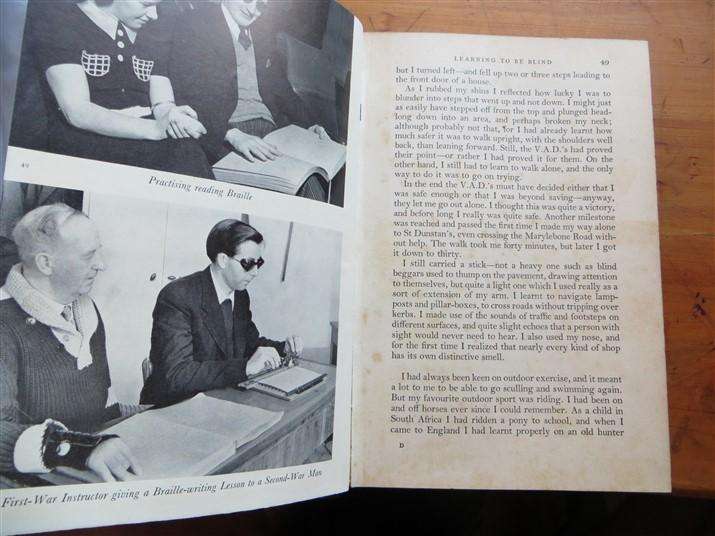 49
Practising reading Braille
First-War Instructor giving a Braille-writing Lesson to a Second-War Man
LEARNING TO BE BLIND 49
but I turned left—and fell up two or three steps leading to
the front door of a house.
As I rubbed my shins I reflected how lucky I was to
blunder into steps that went up and not down. I might just
as easily have stepped off from the top and plunged head-
long down into an area, and perhaps broken my neck;
although probably not that, for I had already learnt how
much safer it was to walk upright, with the shoulders well
back, than leaning forward. Still, the V.A.D.'s had proved
their point—or rather I had proved it for them. On the
other hand, I still had to learn to walk alone, and the only
way to do it was to go on trying.
In the end the V.A.D.'s must have decided either that I
was safe enough or that I was beyond saving—anyway,
they let me go out alone. I thought this was quite a victory,
and before long I really was quite safe. Another milestone
was reached and passed the first time I made my way alone
to St Dunstan's, even crossing the Marylebone Road with-
out help. The walk took me forty minutes, but later I got
it down to thirty.
I still carried a stick—not a heavy one such as blind
beggars used to thump on the pavement, drawing attention
to themselves, but quite a light one which I used really as a
sort of extension of my arm. I learnt to navigate lamp-
posts and pillar-boxes, to cross roads without tripping over
kerbs. I made use of the sounds of traffic and footsteps on
different surfaces, and quite slight echoes that a person with
sight would never need to hear. I also used my nose, and
for the first time I realized that nearly every kind of shop
has its own distinctive smell.
I had always been keen on outdoor exercise, and it meant
a lot to me to be able to go sculling and swimming again.
But my favourite outdoor sport was riding. I had been on
and off horses ever since I could remember. As a child in
South Africa I had ridden a pony to school, and when I
came to England I had learnt properly on an old hunter
D